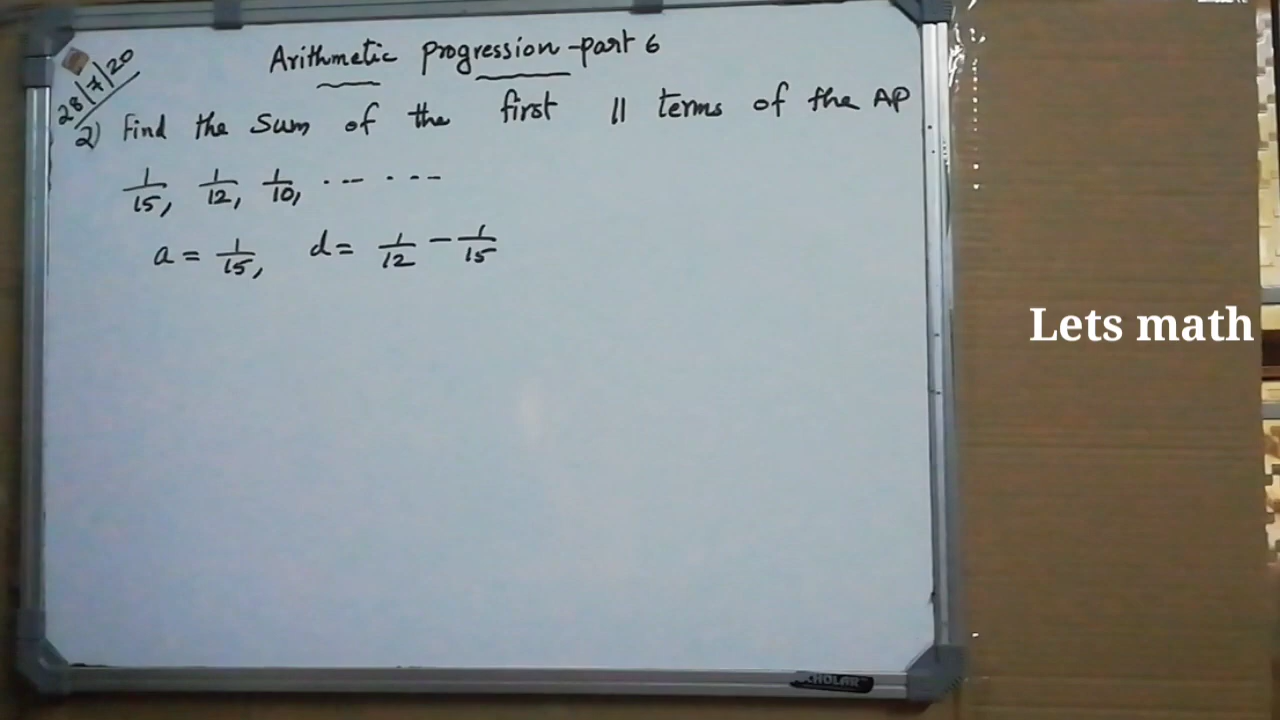 Arithmetic progression-part 6
28/7/20
2) Find the Sum of the first 11 terms of the AP
1/15, 1/12, 1/10, ... ...
a = 1/15, d = 1/12 - 1/15
Lets math